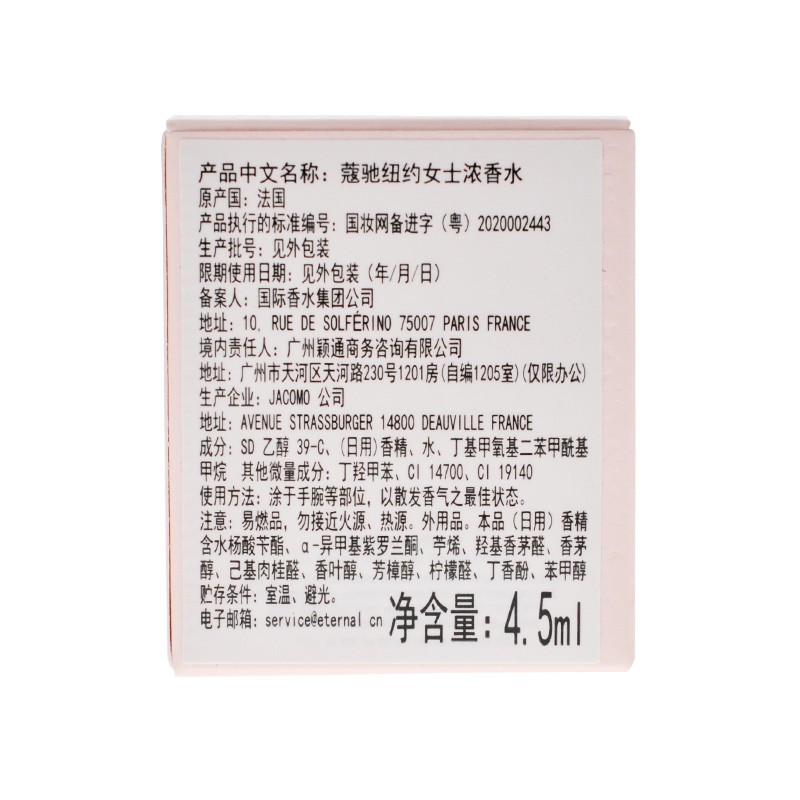 产品中文名称：蔻驰纽约女士浓香水
原产国：法国
产品执行的标准编号：国妆网备进字（粤）2020002443
生产批号：见外包装
限期使用日期：见外包装（年/月/日）
备案人：国际香水集团公司
地址：10, RUE DE SOLFÉRINO 75007 PARIS FRANCE
境内责任人：广州颖通商务咨询有限公司
地址：广州市天河区天河路230号1201房(自编1205室)(仅限办公)
生产企业：JACOMO 公司
地址：AVENUE STRASSBURGER 14800 DEAUVILLE FRANCE
成分：SD 乙醇 39-C、(日用)香精、水、丁基甲氧基二苯甲酰基
甲烷 其他微量成分：丁羟甲苯、CI 14700、CI 19140
使用方法：涂于手腕等部位，以散发香气之最佳状态。
注意：易燃品，勿接近火源、热源。外用品。本品（日用）香精
含水杨酸苄酯、α-异甲基紫罗兰酮、苧烯、羟基香茅醛、香茅
醇、己基肉桂醛、香叶醇、芳樟醇、柠檬醛、丁香酚、苯甲醇
贮存条件：室温、避光。
电子邮箱：service@eternal cn
净含量：4.5ml